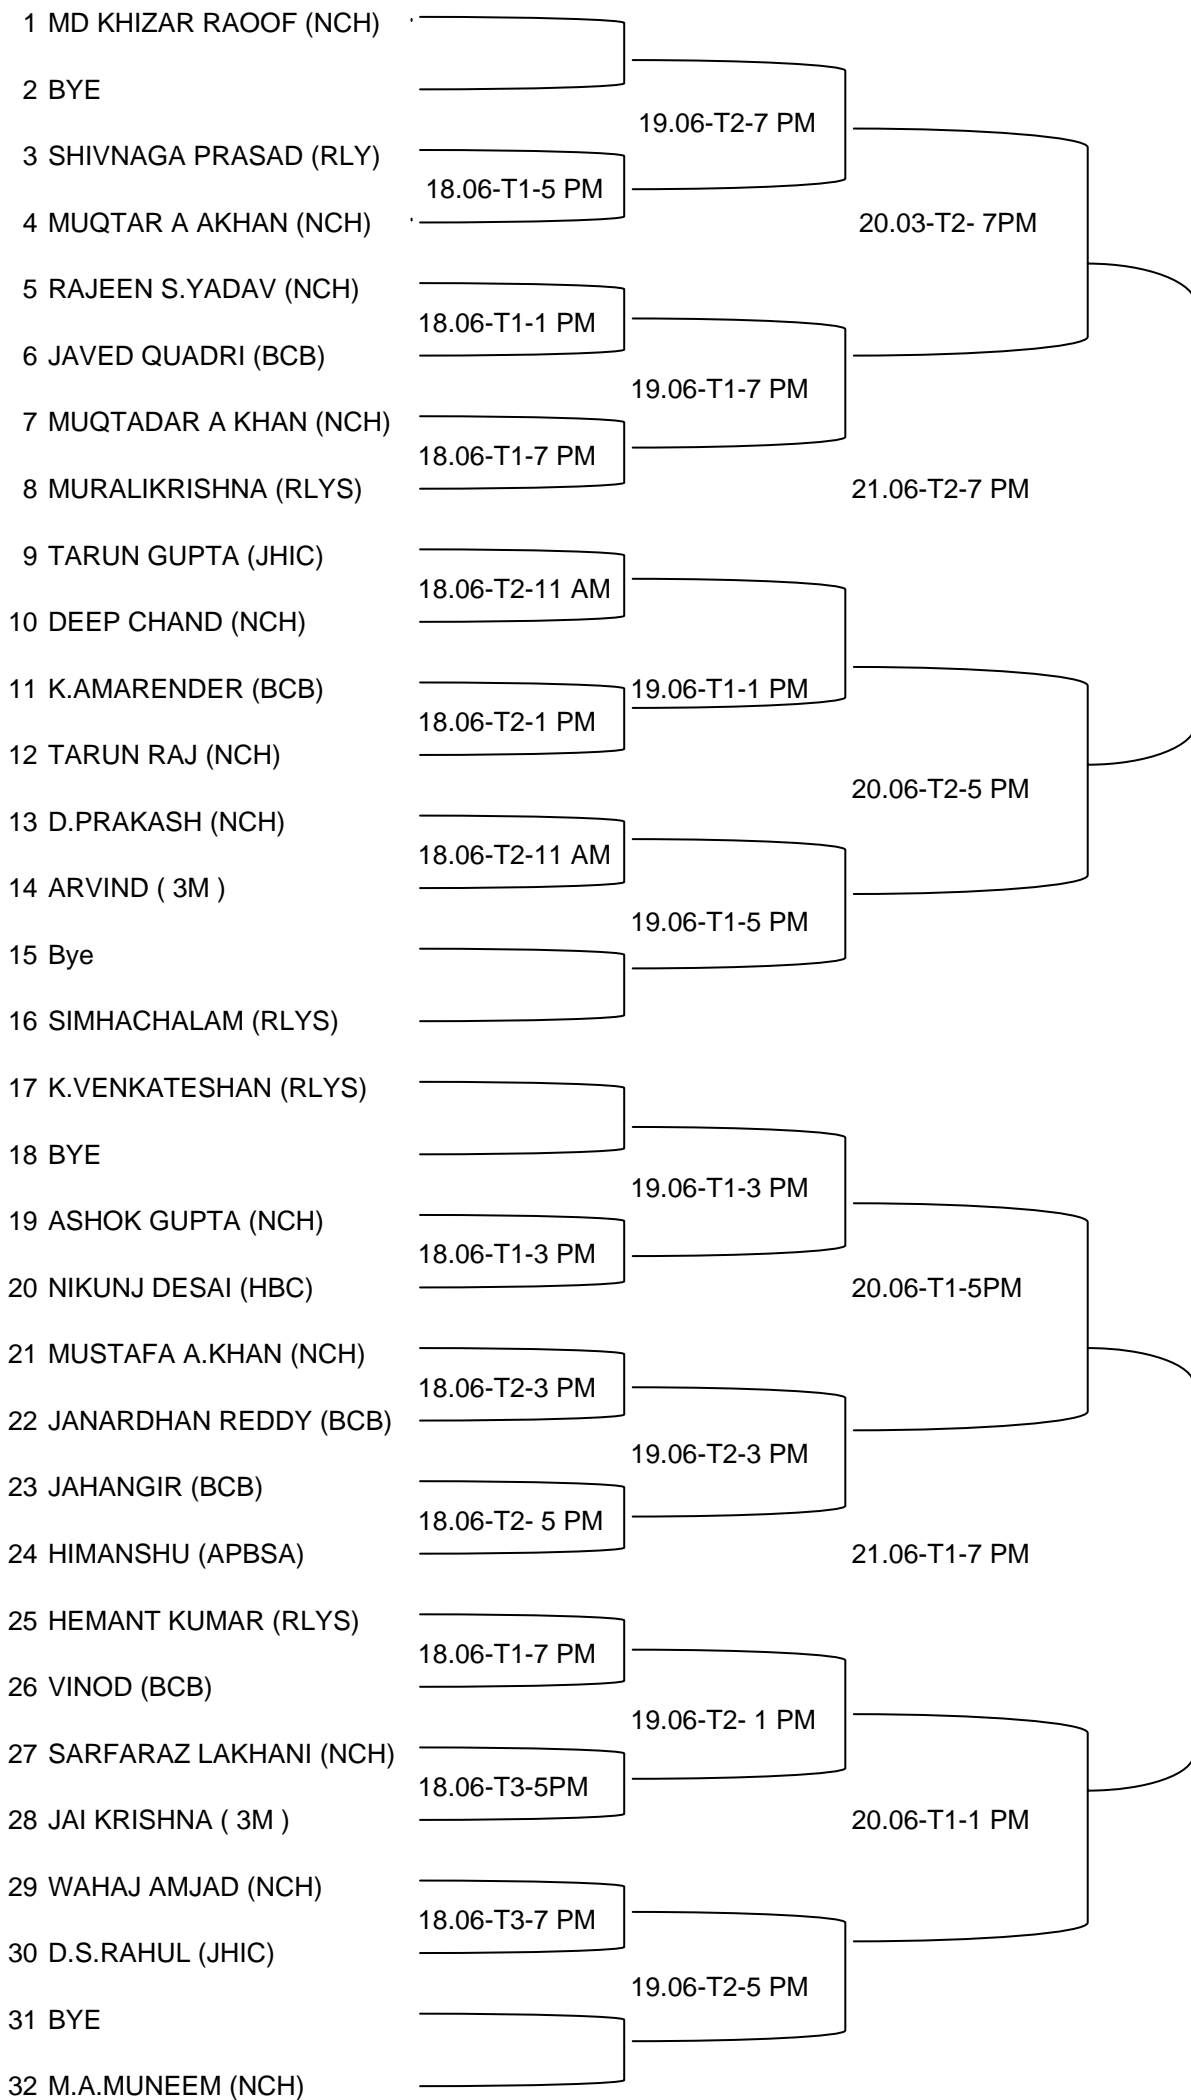 1 MD KHIZAR RAOOF (NCH)
2 BYE
19.06-T2-7 PM
3 SHIVNAGA PRASAD (RLY)
18.06-T1-5 PM
4 MUQTAR A AKHAN (NCH)
20.03-T2- 7PM
5 RAJEEN S.YADAV (NCH)
18.06-T1-1 PM
6 JAVED QUADRI (BCB)
19.06-T1-7 PM
7 MUQTADAR A KHAN (NCH)
18.06-T1-7 PM
8 MURALIKRISHNA (RLYS)
21.06-T2-7 PM
9 TARUN GUPTA (JHIC)
18.06-T2-11 AM
10 DEEP CHAND (NCH)
11 K.AMARENDER (BCB)
19.06-T1-1 PM
18.06-T2-1 PM
12 TARUN RAJ (NCH)
20.06-T2-5 PM
13 D.PRAKASH (NCH)
18.06-T2-11 AM
14 ARVIND ( 3M )
19.06-T1-5 PM
15 Bye
16 SIMHACHALAM (RLYS)
17 K.VENKATESHAN (RLYS)
18 BYE
19.06-T1-3 PM
19 ASHOK GUPTA (NCH)
18.06-T1-3 PM
20 NIKUNJ DESAI (HBC)
20.06-T1-5PM
21 MUSTAFA A.KHAN (NCH)
18.06-T2-3 PM
22 JANARDHAN REDDY (BCB)
19.06-T2-3 PM
23 JAHANGIR (BCB)
18.06-T2- 5 PM
24 HIMANSHU (APBSA)
21.06-T1-7 PM
25 HEMANT KUMAR (RLYS)
18.06-T1-7 PM
26 VINOD (BCB)
19.06-T2- 1 PM
27 SARFARAZ LAKHANI (NCH)
18.06-T3-5PM
28 JAI KRISHNA ( 3M )
20.06-T1-1 PM
29 WAHAJ AMJAD (NCH)
18.06-T3-7 PM
30 D.S.RAHUL (JHIC)
19.06-T2-5 PM
31 BYE
32 M.A.MUNEEM (NCH)